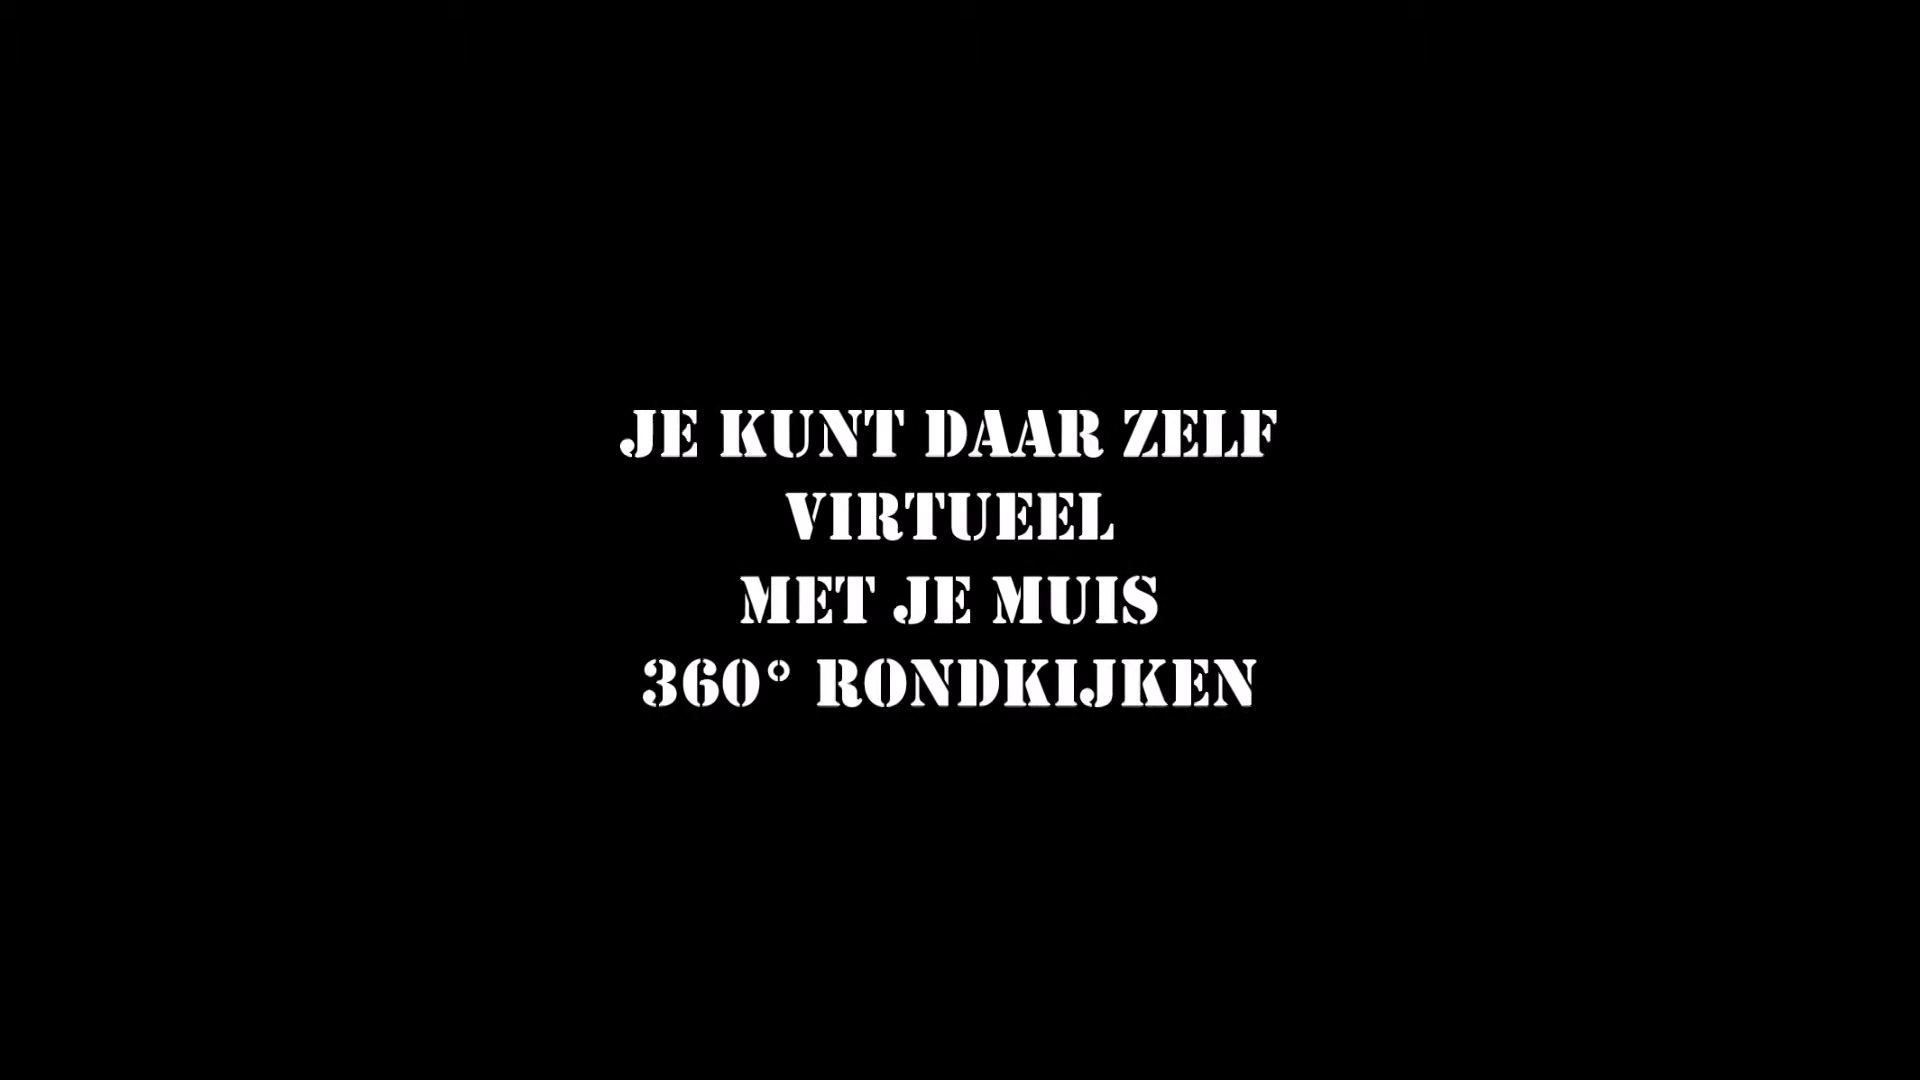 JE KUNT DAAR ZELF
VIRTUEEL
MET JE MUIS
360° RONDKIJKEN